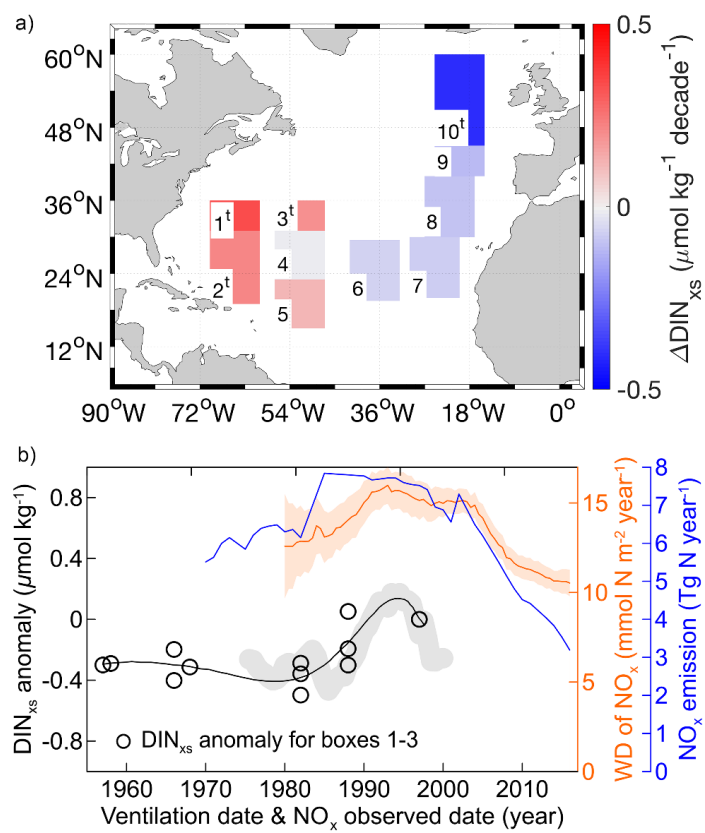 a)
60°N
48°N
36°N
24°N
12°N
90°W 72°W 54°W 36°W 18°W 0°
1ᵗ
2ᵗ
3ᵗ
4
5
6
7
8
9
10ᵗ
0.5
0
-0.5
ΔDINₓₛ (μmol kg⁻¹ decade⁻¹)
b)
DINₓₛ anomaly (μmol kg⁻¹)
0.8
0.4
0
-0.4
-0.8
DINₓₛ anomaly for boxes 1-3
1960 1970 1980 1990 2000 2010
Ventilation date & NOₓ observed date (year)
15
10
5
0
WD of NOₓ (mmol N m⁻² year⁻¹)
8
7
6
5
4
3
2
1
0
NOₓ emission (Tg N year⁻¹)